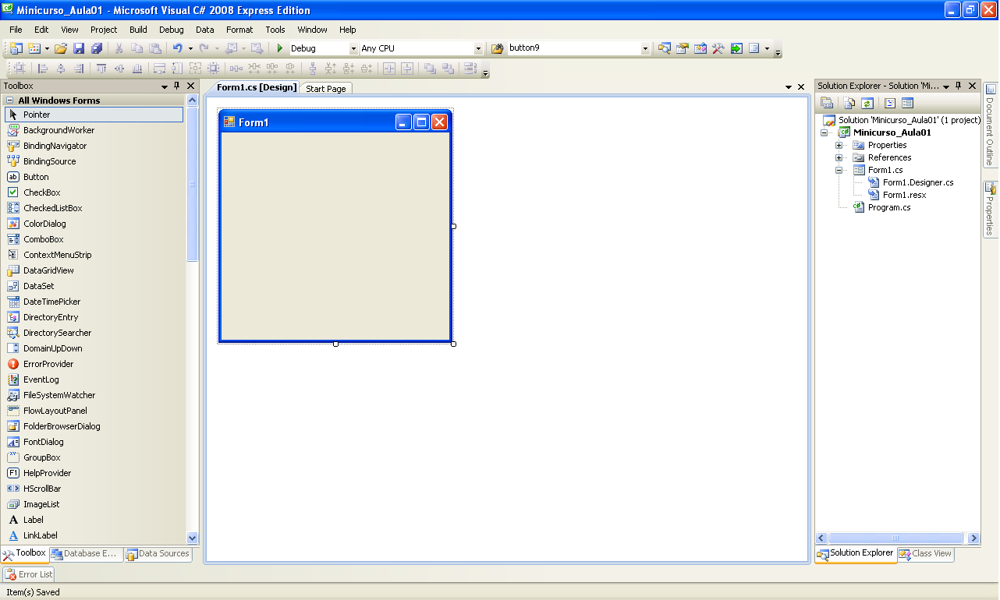 Minicurso_Aula01 - Microsoft Visual C# 2008 Express Edition
File Edit View Project Build Debug Data Format Tools Window Help
Debug Any CPU button9
Toolbox
All Windows Forms
Pointer
BackgroundWorker
BindingNavigator
BindingSource
ab Button
CheckBox
CheckedListBox
ColorDialog
ComboBox
ContextMenuStrip
DataGridView
DataSet
DateTimePicker
DirectoryEntry
DirectorySearcher
DomainUpDown
ErrorProvider
EventLog
FileSystemWatcher
FlowLayoutPanel
FolderBrowserDialog
FontDialog
GroupBox
F1 HelpProvider
HScrollBar
ImageList
A Label
A LinkLabel
Toolbox Database E... Data Sources
Form1.cs [Design] Start Page
Form1
Solution Explorer - Solution 'Mi...
Solution 'Minicurso_Aula01' (1 project)
Minicurso_Aula01
Properties
References
Form1.cs
Form1.Designer.cs
Form1.resx
Program.cs
Solution Explorer Class View
Document Outline
Properties
Error List
Item(s) Saved